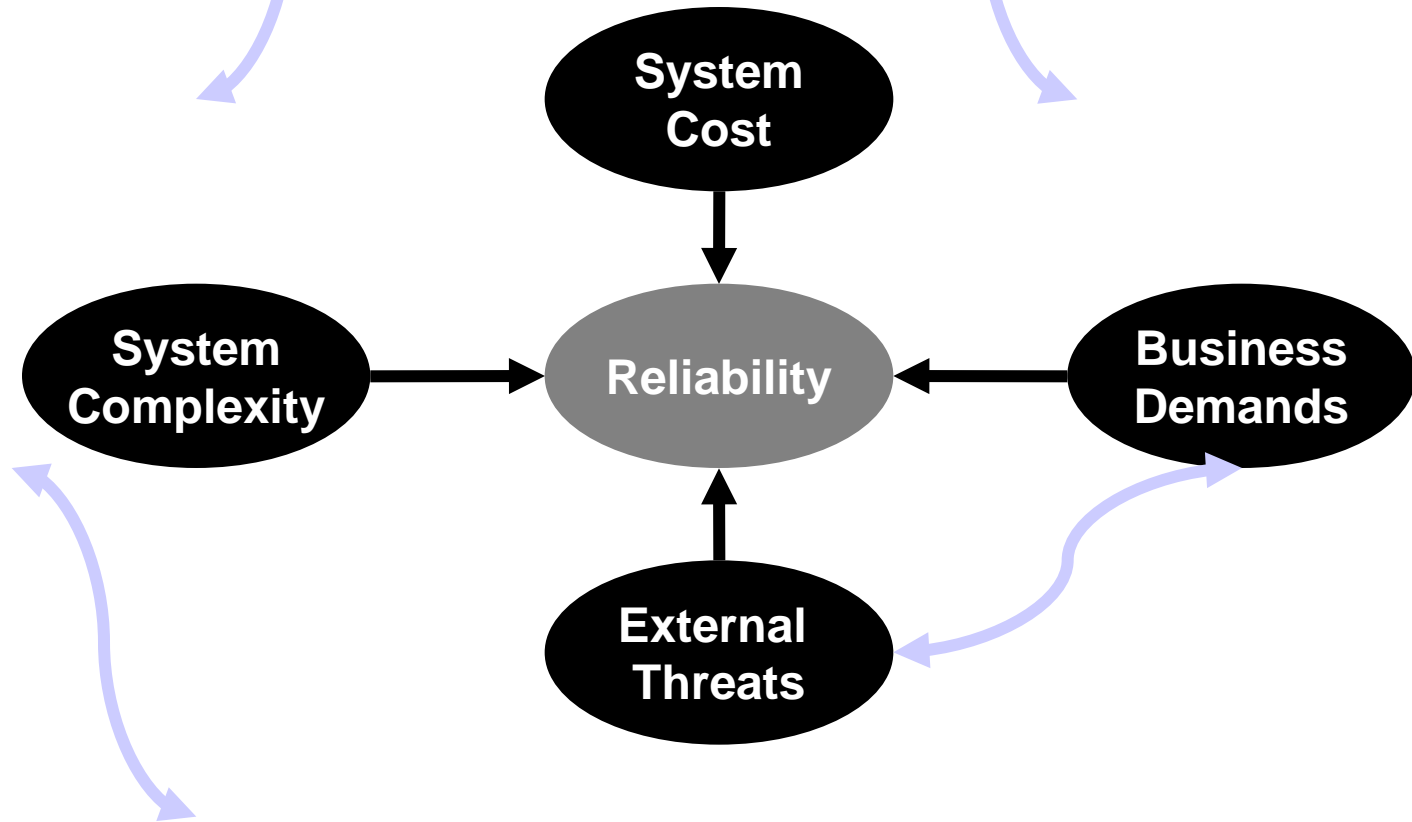 System
Cost
System
Complexity
Reliability
Business
Demands
External
Threats